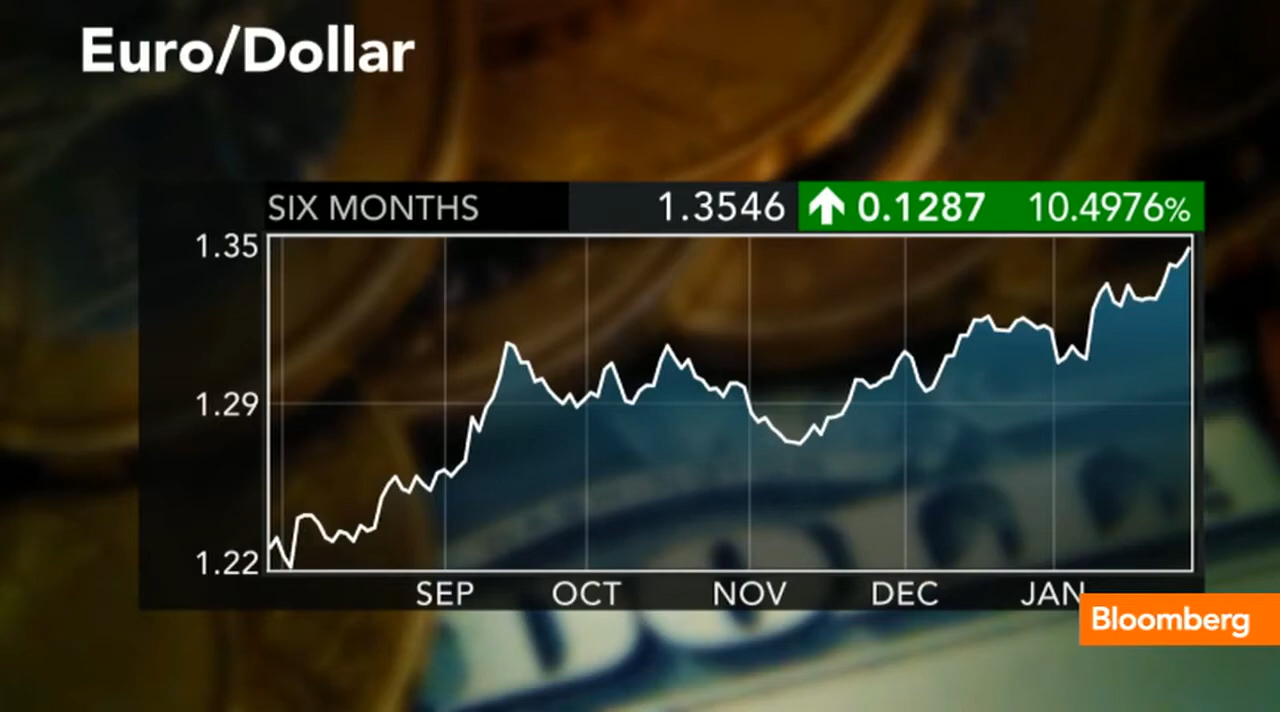 Euro/Dollar
SIX MONTHS 1.3546 0.1287 10.4976%
1.35
1.29
1.22
SEP OCT NOV DEC JAN
Bloomberg